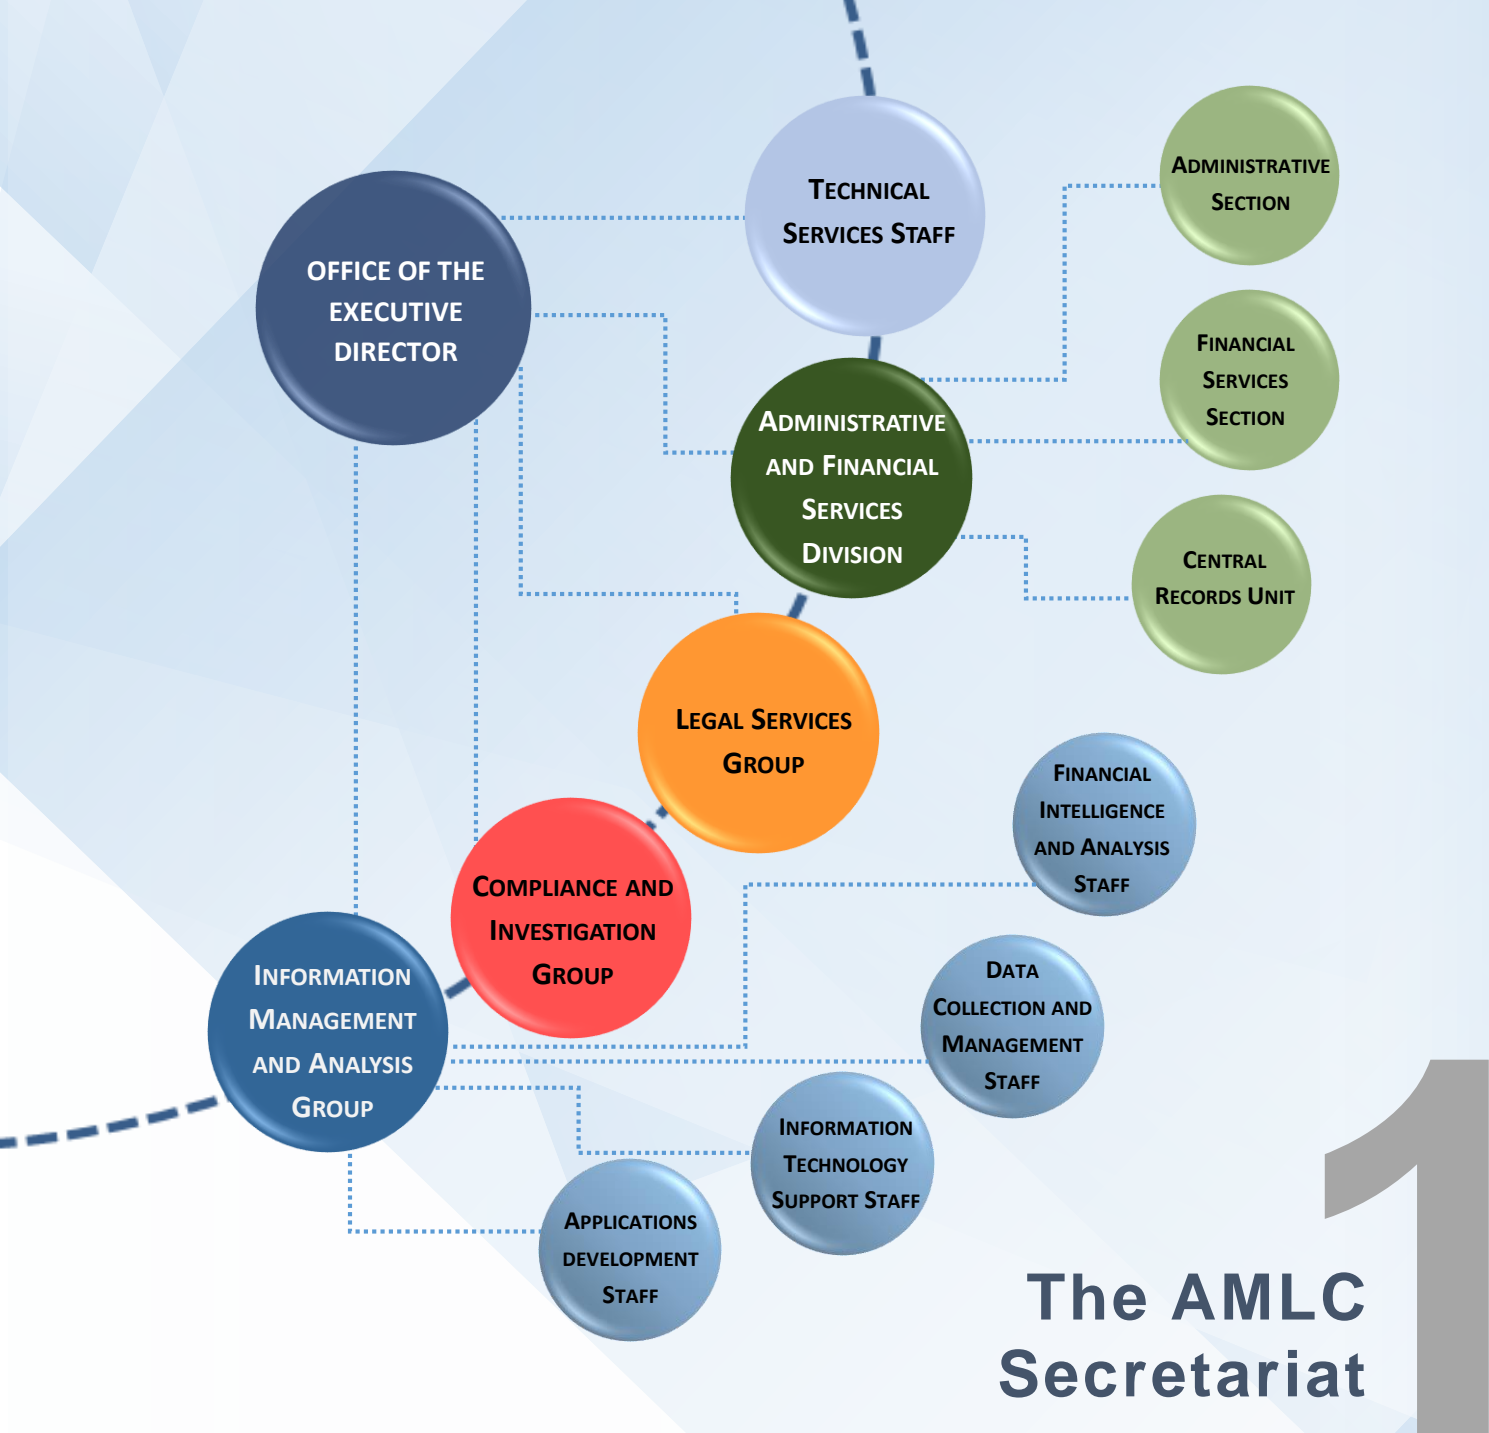 TECHNICAL
SERVICES STAFF
ADMINISTRATIVE
SECTION
OFFICE OF THE
EXECUTIVE
DIRECTOR
FINANCIAL
SERVICES
SECTION
ADMINISTRATIVE
AND FINANCIAL
SERVICES
DIVISION
CENTRAL
RECORDS UNIT
LEGAL SERVICES
GROUP
FINANCIAL
INTELLIGENCE
AND ANALYSIS
STAFF
COMPLIANCE AND
INVESTIGATION
GROUP
DATA
COLLECTION AND
MANAGEMENT
STAFF
INFORMATION
MANAGEMENT
AND ANALYSIS
GROUP
INFORMATION
TECHNOLOGY
SUPPORT STAFF
APPLICATIONS
DEVELOPMENT
STAFF
1
The AMLC
Secretariat